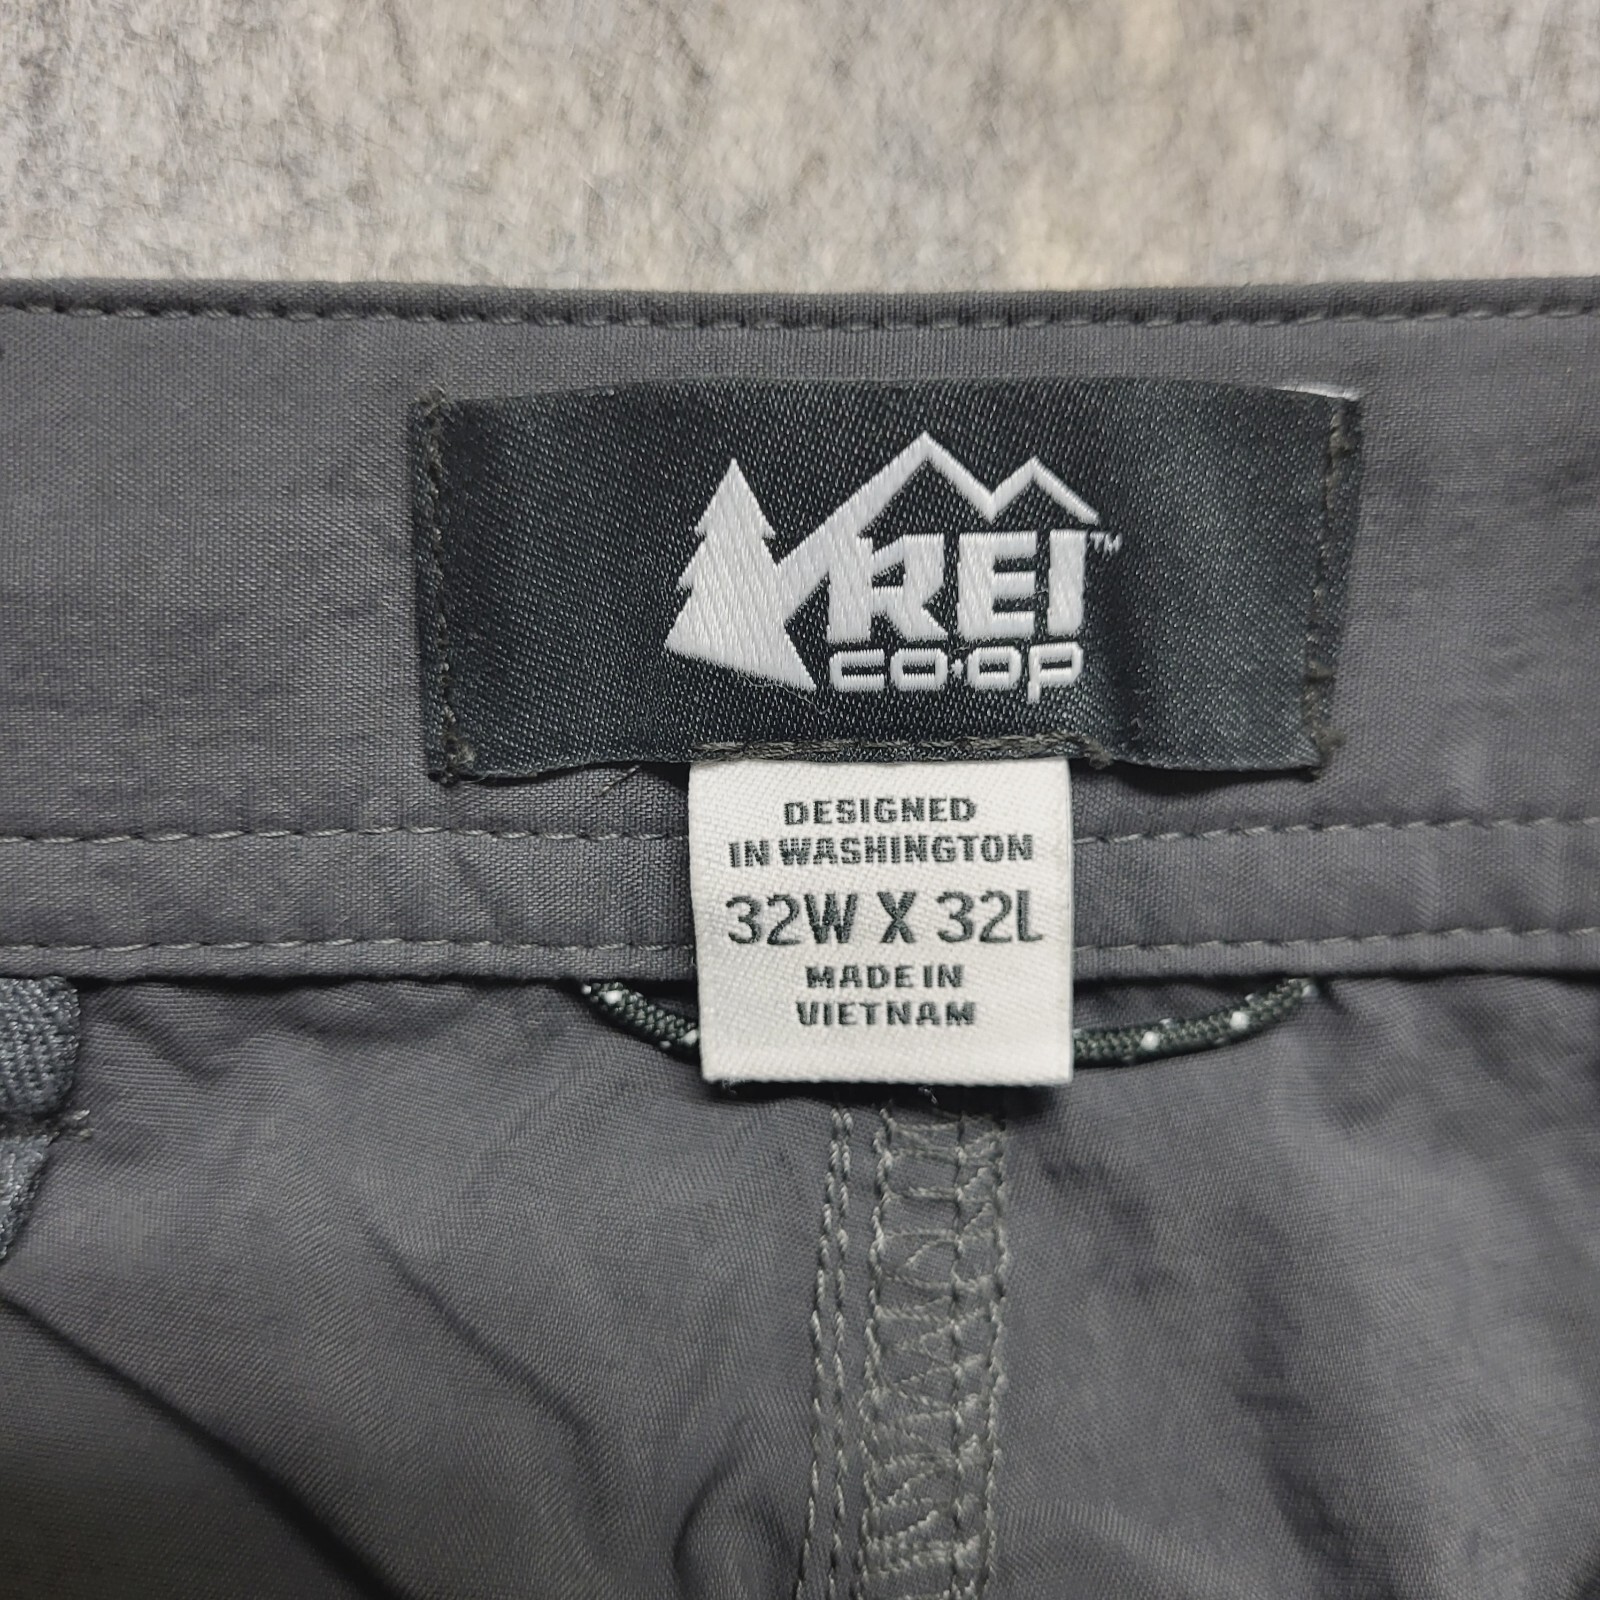 REI™
CO·OP
DESIGNED
IN WASHINGTON
32W X 32L
MADE IN
VIETNAM